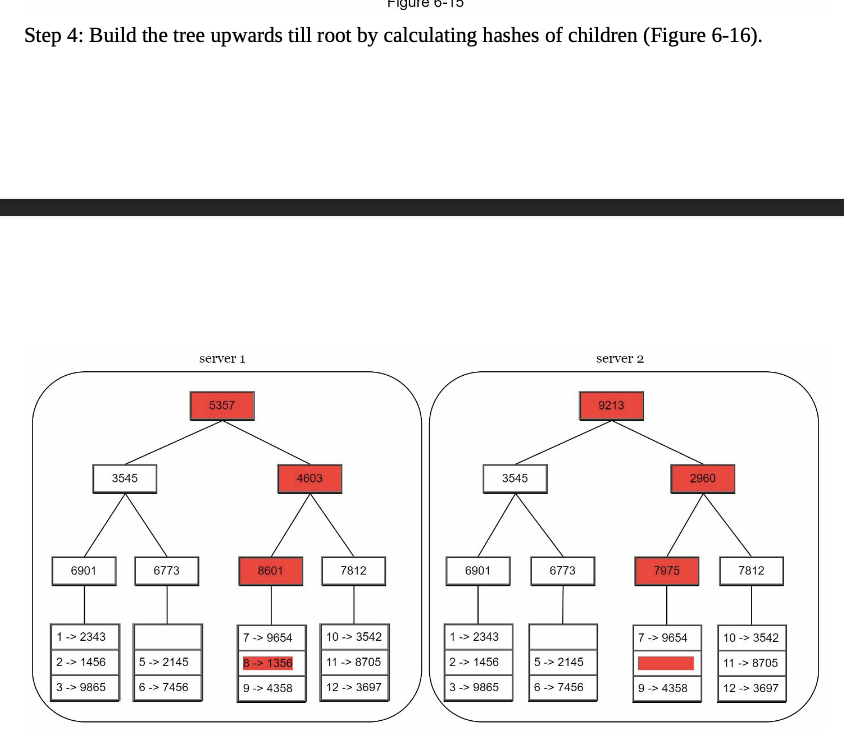 Figure 6-15
Step 4: Build the tree upwards till root by calculating hashes of children (Figure 6-16).
server 1
server 2
5357
9213
3545
4603
3545
2960
6901
6773
8601
7812
6901
6773
7975
7812
1 -> 2343
7 -> 9654
10 -> 3542
1 -> 2343
7 -> 9654
10 -> 3542
2 -> 1456
5 -> 2145
8 -> 1356
11 -> 8705
2 -> 1456
5 -> 2145
11 -> 8705
3 -> 9865
6 -> 7456
9 -> 4358
12 -> 3697
3 -> 9865
6 -> 7456
9 -> 4358
12 -> 3697